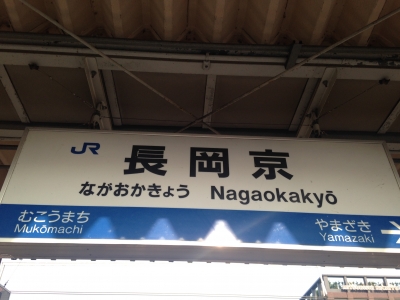 JR 長岡京
ながおかきょう Nagaokakyō
むこうまち やまざき
Mukōmachi Yamazaki